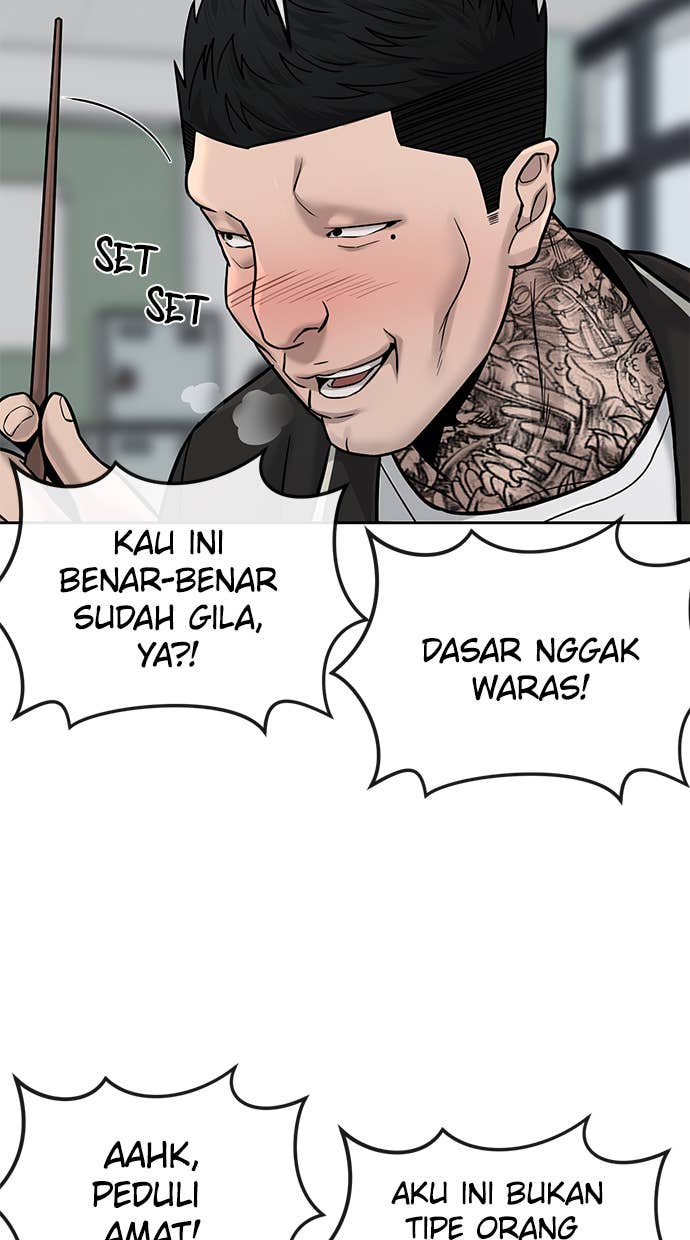 SET
SET
KAU INI
BENAR-BENAR
SUDAH GILA,
YA?!
DASAR NGGAK
WARAS!
AAHK,
PEDULI
AMAT!
AKU INI BUKAN
TIPE ORANG